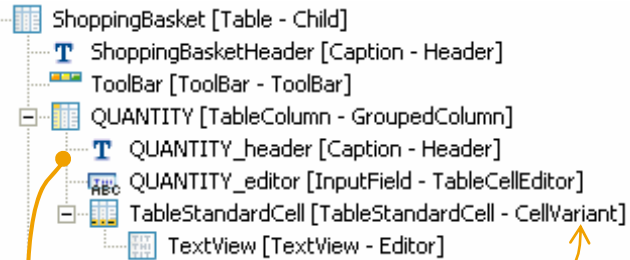 ShoppingBasket [Table - Child]
ShoppingBasketHeader [Caption - Header]
ToolBar [ToolBar - ToolBar]
QUANTITY [TableColumn - GroupedColumn]
QUANTITY_header [Caption - Header]
QUANTITY_editor [InputField - TableCellEditor]
TableStandardCell [TableStandardCell - CellVariant]
TextView [TextView - Editor]